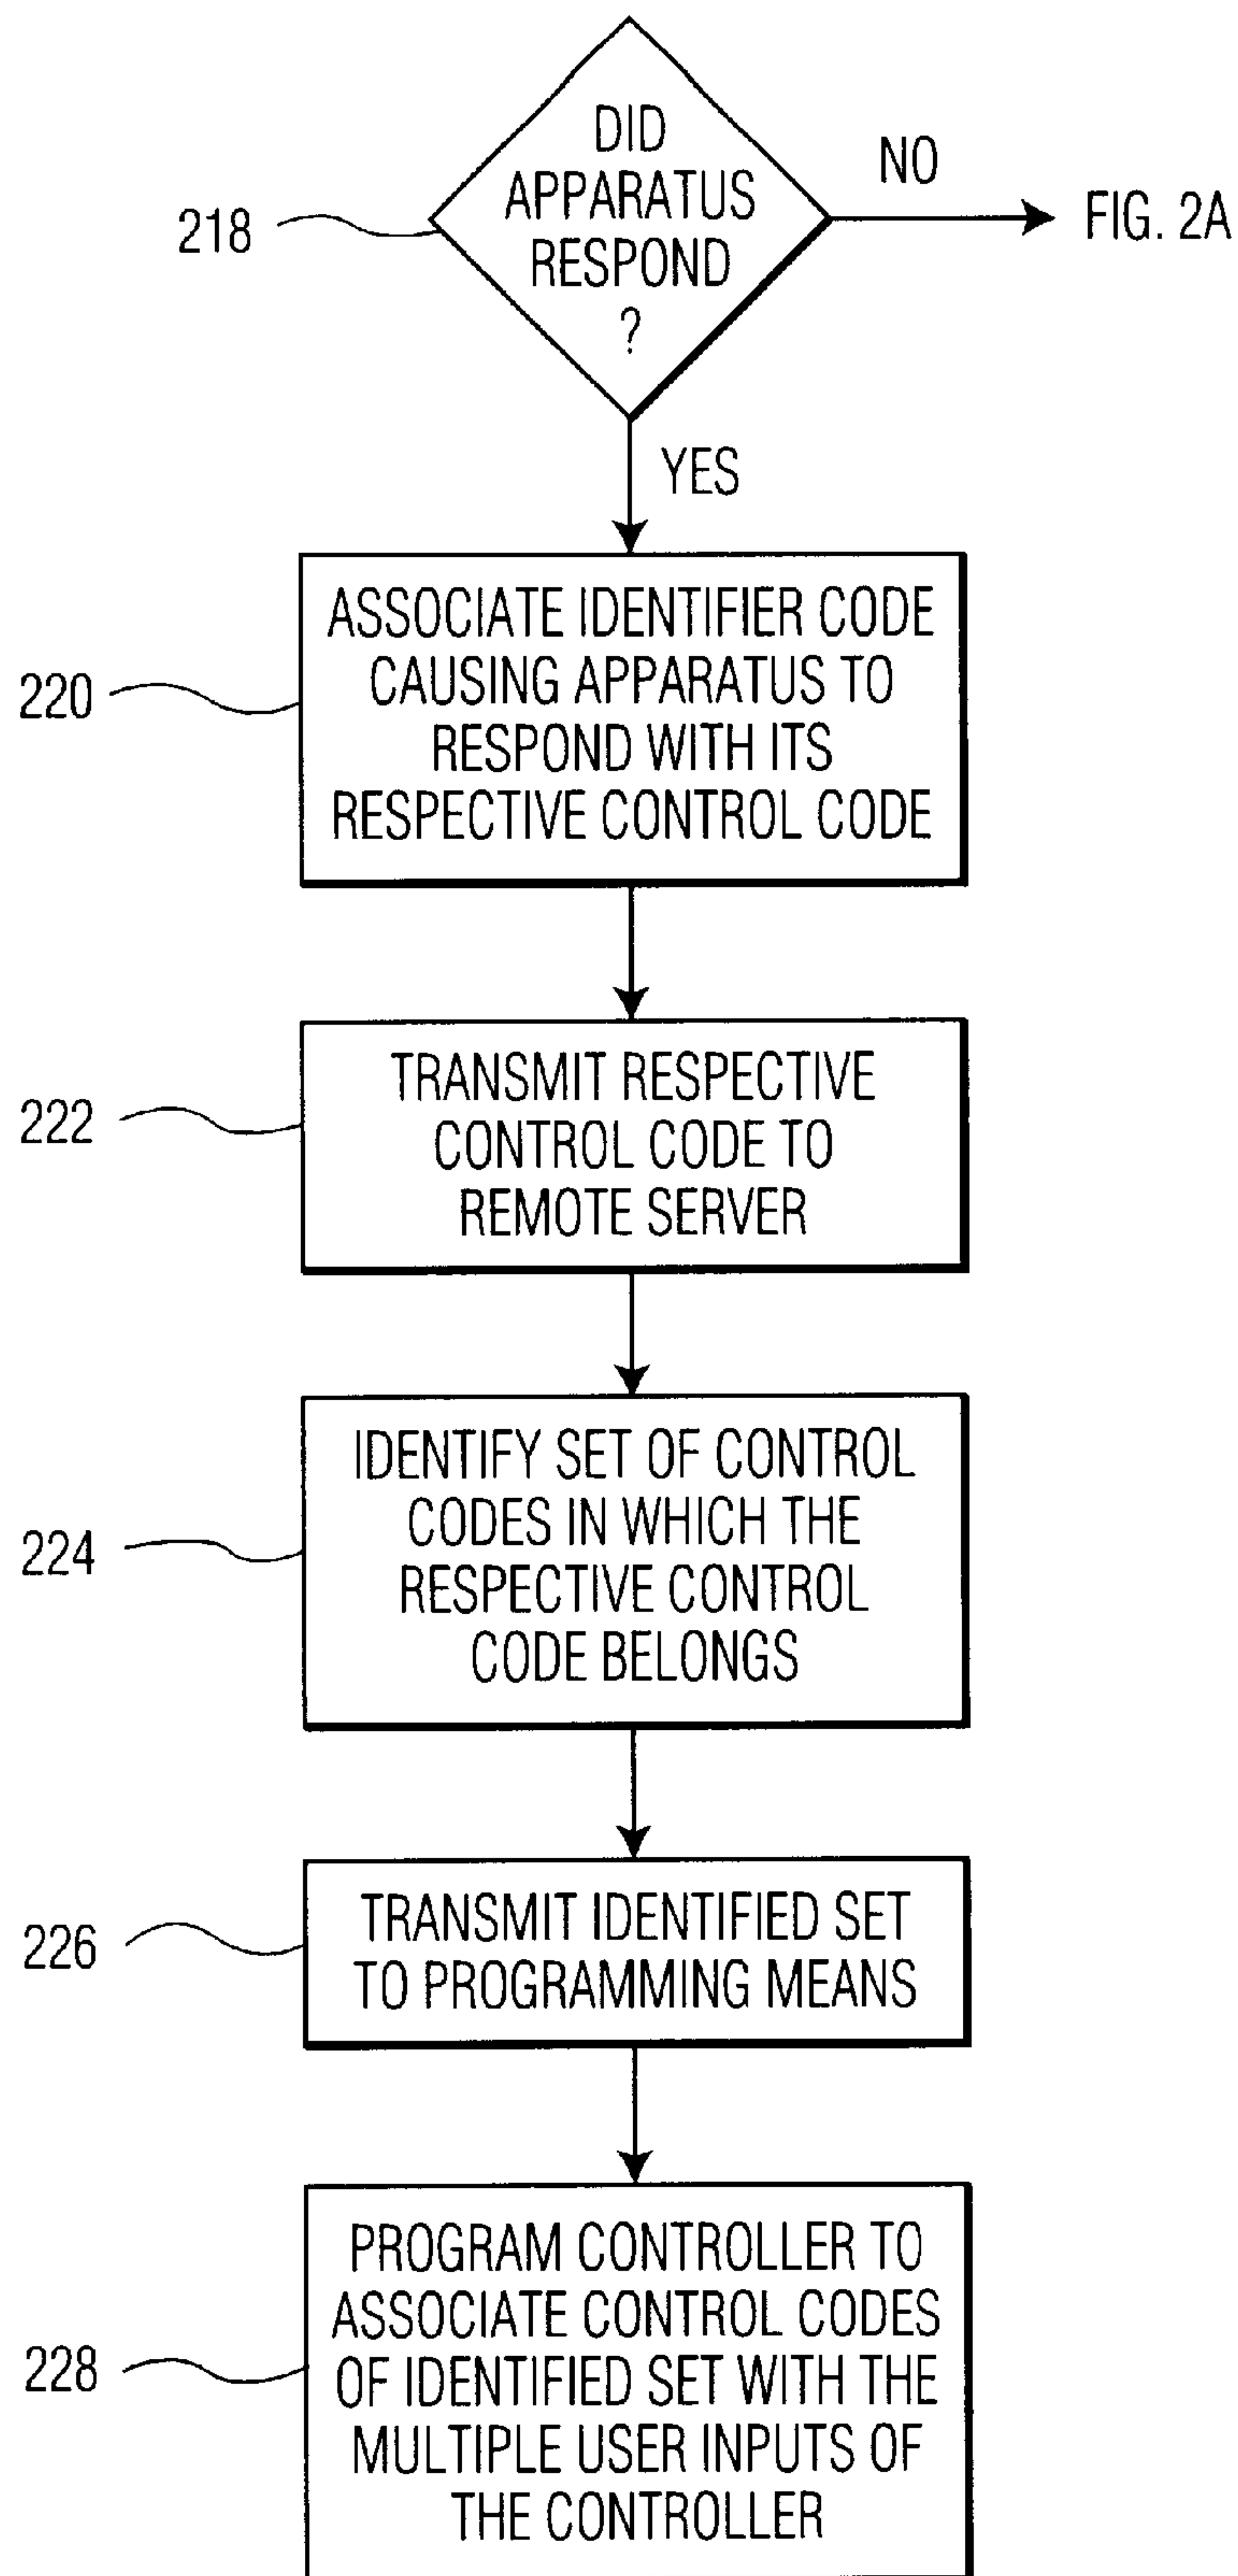 DID
APPARATUS
RESPOND
?
218
NO
FIG. 2A
YES
220
ASSOCIATE IDENTIFIER CODE
CAUSING APPARATUS TO
RESPOND WITH ITS
RESPECTIVE CONTROL CODE
222
TRANSMIT RESPECTIVE
CONTROL CODE TO
REMOTE SERVER
224
IDENTIFY SET OF CONTROL
CODES IN WHICH THE
RESPECTIVE CONTROL
CODE BELONGS
226
TRANSMIT IDENTIFIED SET
TO PROGRAMMING MEANS
228
PROGRAM CONTROLLER TO
ASSOCIATE CONTROL CODES
OF IDENTIFIED SET WITH THE
MULTIPLE USER INPUTS OF
THE CONTROLLER